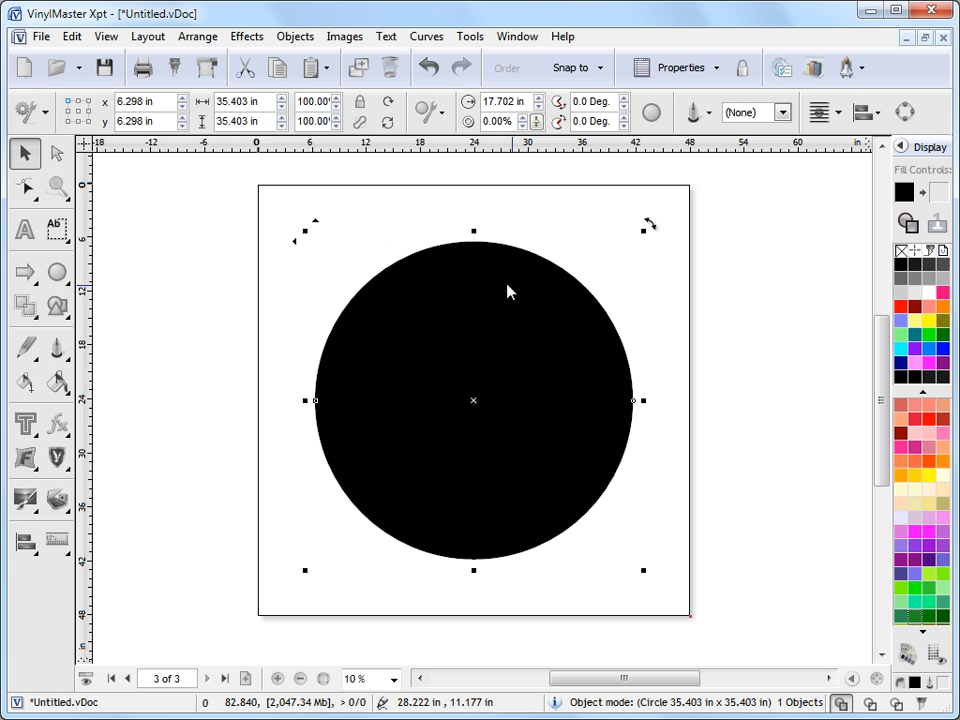 VinylMaster Xpt - [*Untitled.vDoc]
File Edit View Layout Arrange Effects Objects Images Text Curves Tools Window Help
Order Snap to Properties
x 6.298 in 35.403 in 100.00 17.702 in 0.0 Deg. (None)
y 6.298 in 35.403 in 100.00 0.00% 0.0 Deg.
-18 -12 -6 0 6 12 18 24 30 36 42 48 54 60 in
Display
Fill Controls:
0
6
12
18
24
30
36
42
48
in
A Abc
T fx
3 of 3 10 %
*Untitled.vDoc 0 82.840, [2,047.34 Mb], > 0/0 28.222 in , 11.177 in Object mode: (Circle 35.403 in x 35.403 in) 1 Objects